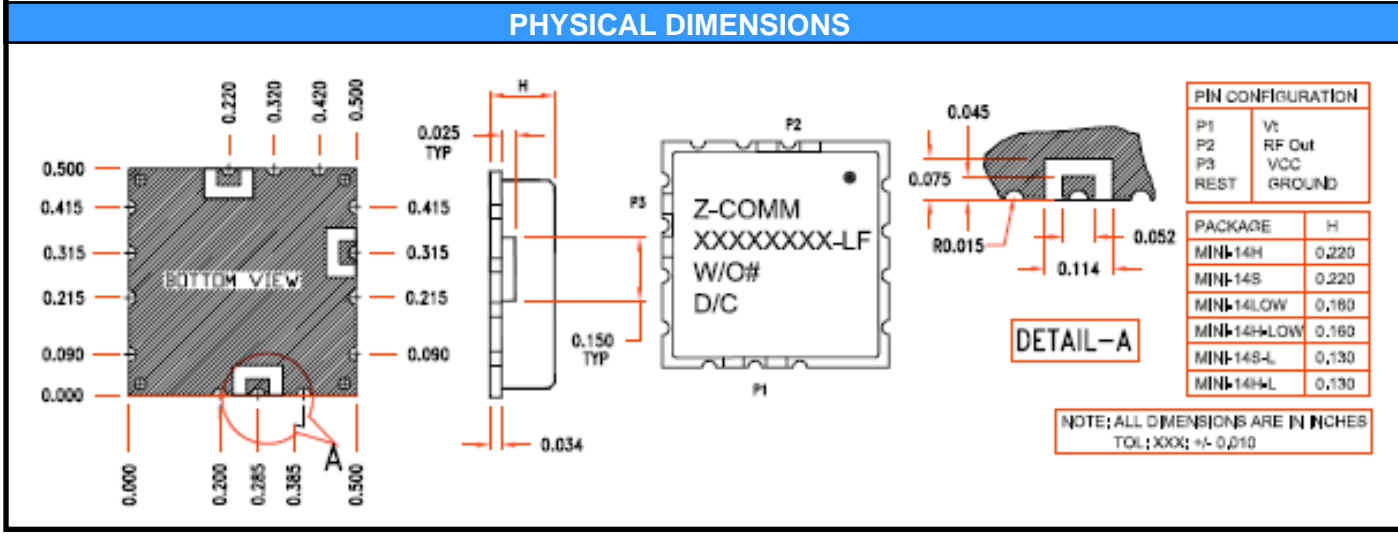 PHYSICAL DIMENSIONS
0.220
0.320
0.420
0.500
0.500
0.415
0.315
0.215
0.090
0.000
BOTTOM VIEW
0.415
0.315
0.215
0.090
0.000
0.200
0.285
0.385
0.500
A
H
0.025
TYP
0.150
TYP
0.034
P2
P3
Z-COMM
XXXXXXXX-LF
W/O#
D/C
P1
0.045
0.075
R0.015
0.052
0.114
DETAIL-A
PIN CONFIGURATION
P1 Vt
P2 RF Out
P3 VCC
REST GROUND
PACKAGE H
MINI-14H 0.220
MINI-14S 0.220
MINI-14LOW 0.160
MINI-14H-LOW 0.160
MINI-14S-L 0.130
MINI-14H-L 0.130
NOTE: ALL DIMENSIONS ARE IN INCHES
TOL: XXX: +/- 0.010